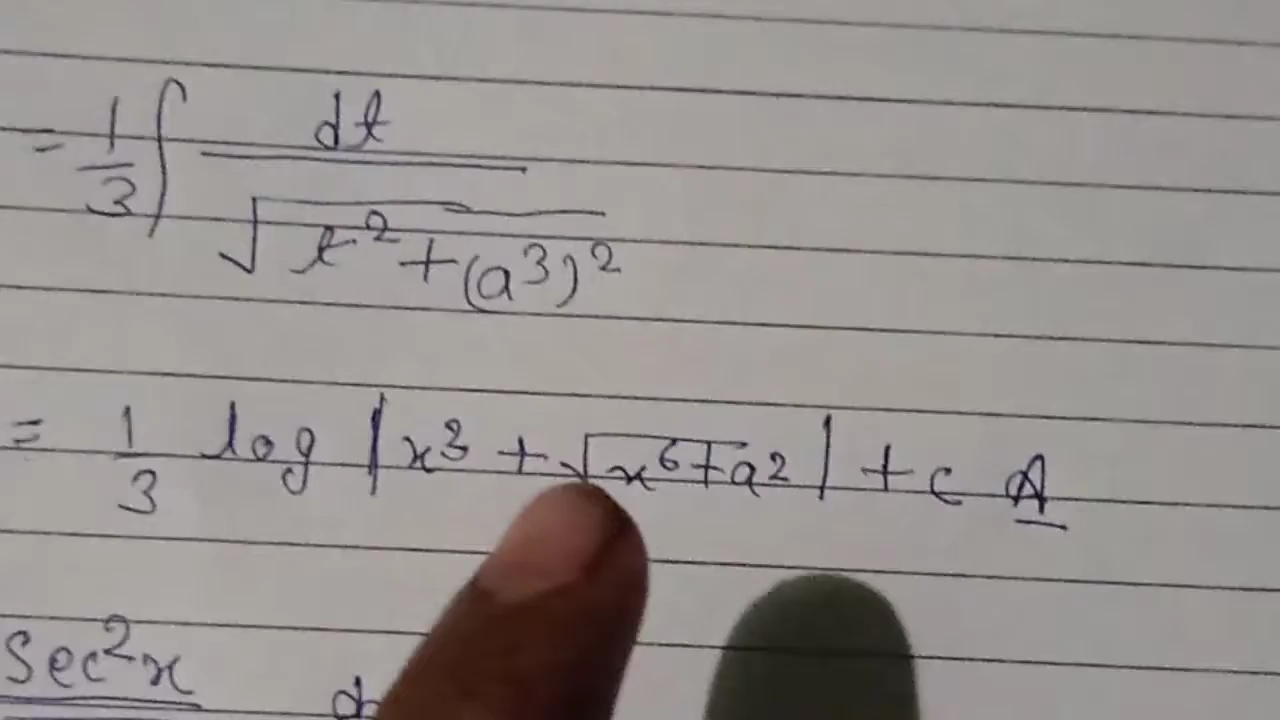 = 1/3 ∫ dt / √(t² + (a³)²)
= 1/3 log |x³ + √(x⁶ + a²)| + c A
Sec²x d